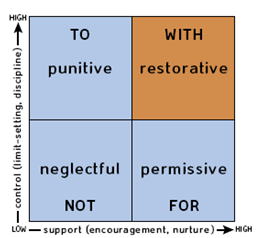 HIGH
control (limit-setting, discipline)
TO
punitive
WITH
restorative
neglectful
NOT
permissive
FOR
LOW
support (encouragement, nurture)
HIGH